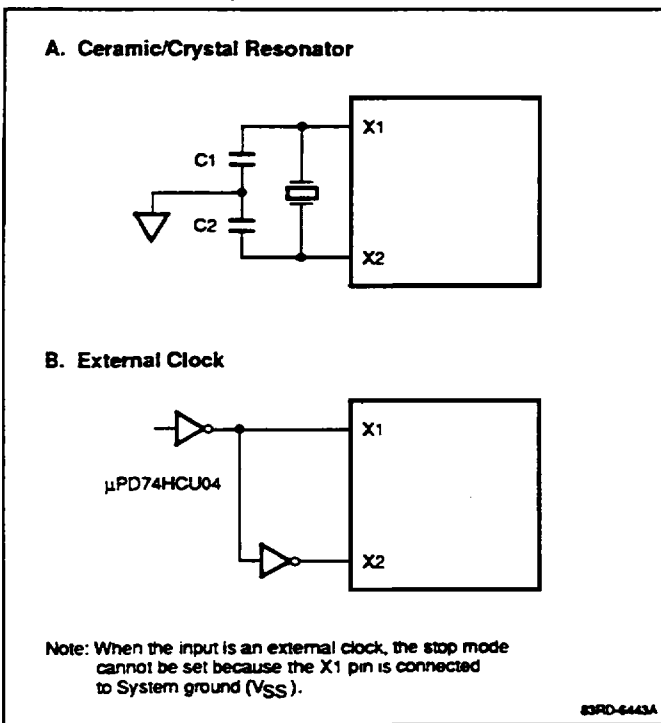 A. Ceramic/Crystal Resonator
X1
C1
C2
X2
B. External Clock
X1
µPD74HCU04
X2
Note: When the input is an external clock, the stop mode
cannot be set because the X1 pin is connected
to System ground (VSS).
83RD-6443A